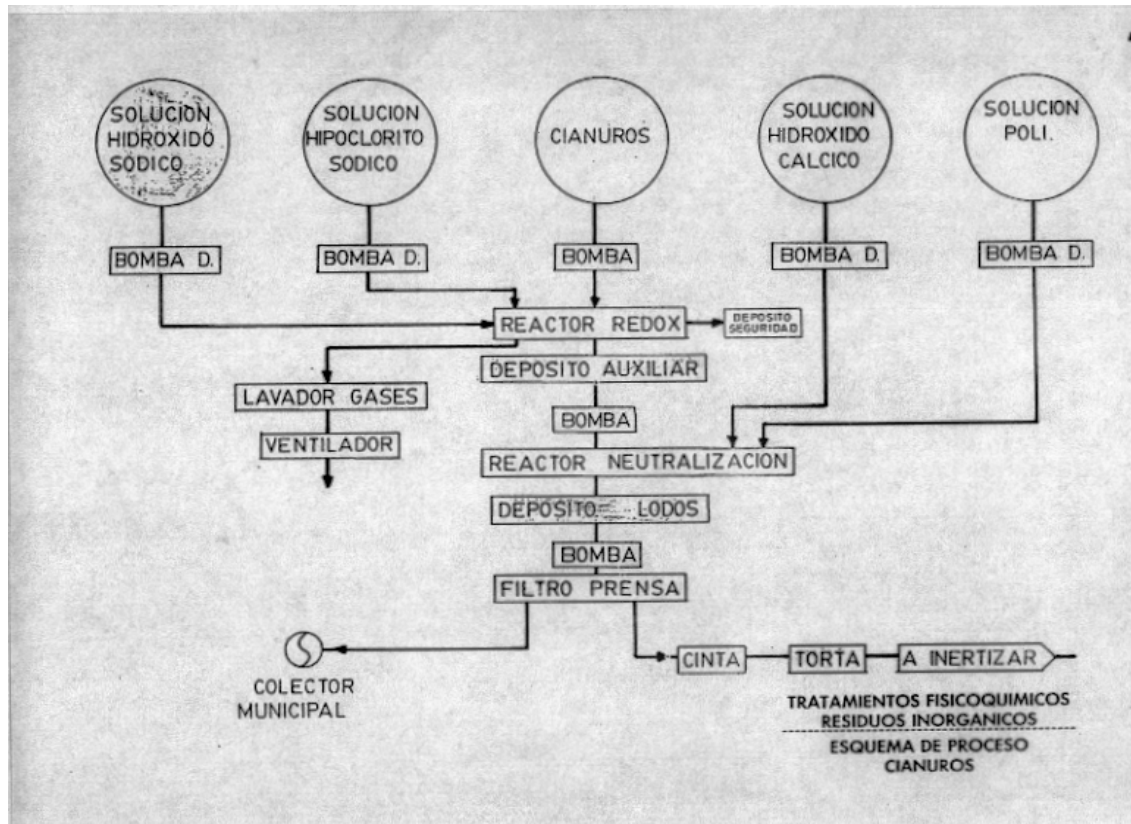 SOLUCION
HIDROXIDO
SODICO
SOLUCION
HIPOCLORITO
SODICO
CIANUROS
SOLUCION
HIDROXIDO
CALCICO
SOLUCION
POLI.
BOMBA D.
BOMBA D.
BOMBA
BOMBA D.
BOMBA D.
REACTOR REDOX
DEPOSITO
SEGURIDAD
DEPOSITO AUXILIAR
LAVADOR GASES
BOMBA
VENTILADOR
REACTOR NEUTRALIZACION
DEPOSITO LODOS
BOMBA
FILTRO PRENSA
COLECTOR
MUNICIPAL
CINTA
TORTA
A INERTIZAR
TRATAMIENTOS FISICOQUIMICOS
RESIDUOS INORGANICOS
ESQUEMA DE PROCESO
CIANUROS